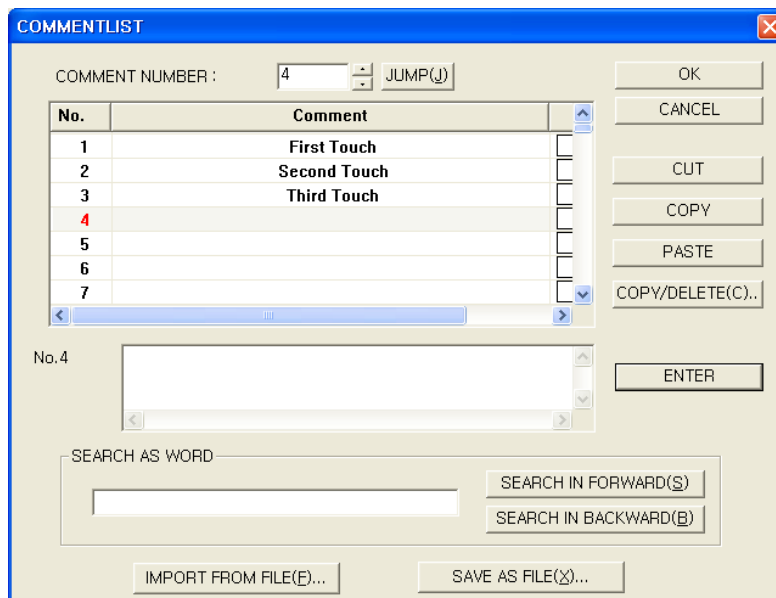 COMMENTLIST
COMMENT NUMBER : 4 JUMP(J) OK
No. Comment CANCEL
1 First Touch
2 Second Touch CUT
3 Third Touch
4 COPY
5 PASTE
6
7 COPY/DELETE(C)..
No.4 ENTER
SEARCH AS WORD
SEARCH IN FORWARD(S)
SEARCH IN BACKWARD(B)
IMPORT FROM FILE(F)... SAVE AS FILE(X)...